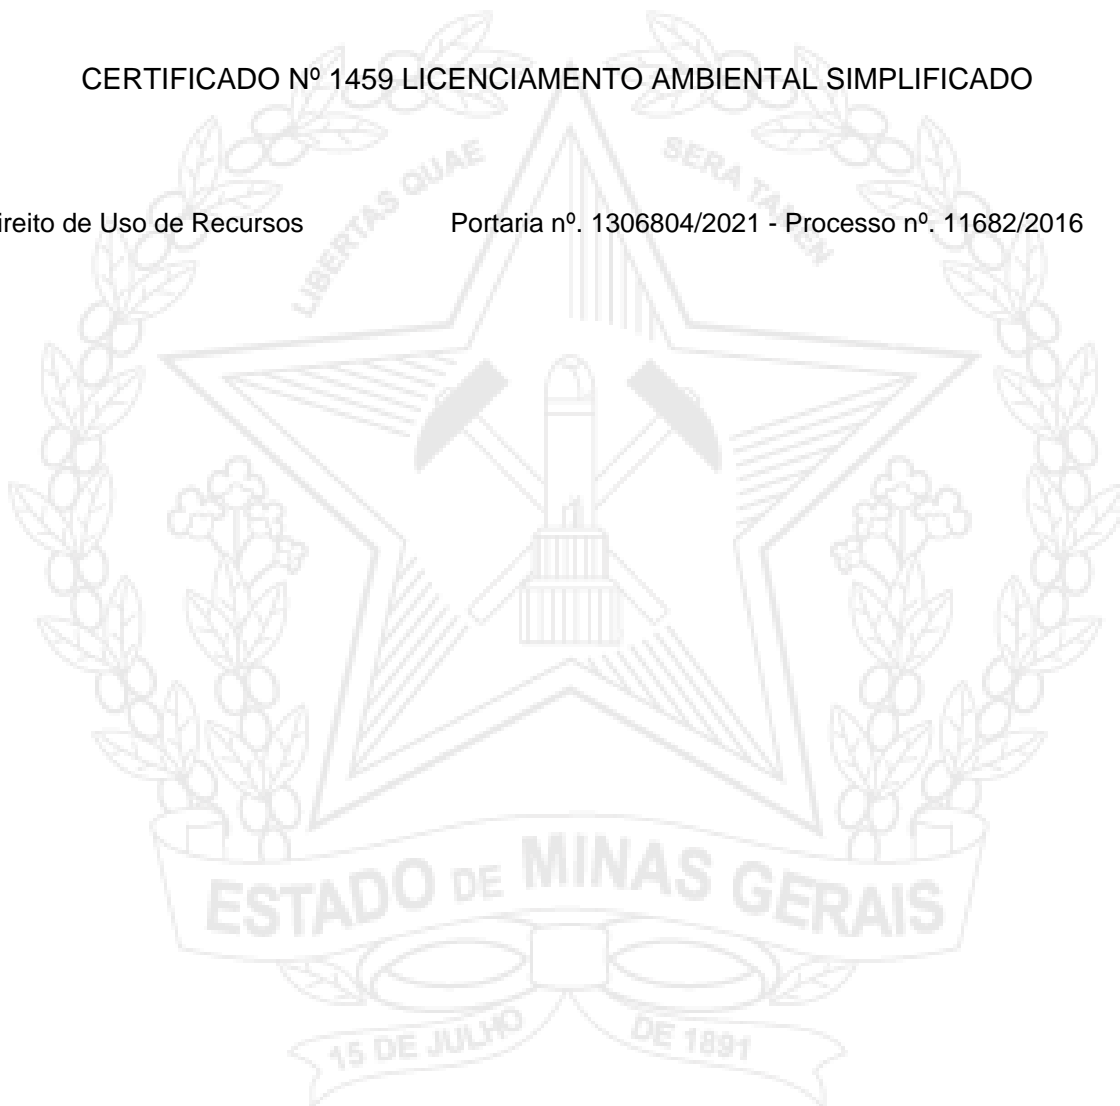 CERTIFICADO Nº 1459 LICENCIAMENTO AMBIENTAL SIMPLIFICADO
LIBERTAS QUAE SERA TAMEN
ireito de Uso de Recursos Portaria nº. 1306804/2021 - Processo nº. 11682/2016
ESTADO DE MINAS GERAIS
15 DE JULHO DE 1891